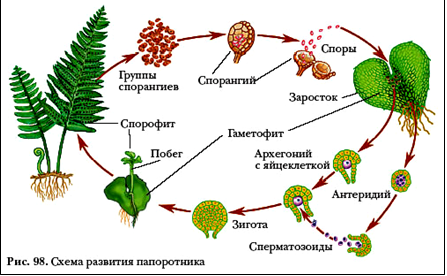 Группы
спорангиев
Спорангий
Споры
Заросток
Спорофит
Гаметофит
Побег
Архегоний
с яйцеклеткой
Антеридий
Зигота
Сперматозоиды
Рис. 98. Схема развития папоротника